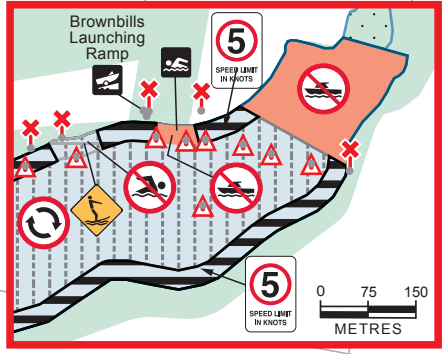 Brownbills
Launching
Ramp
5
SPEED LIMIT
IN KNOTS
5
SPEED LIMIT
IN KNOTS
0 75 150
METRES